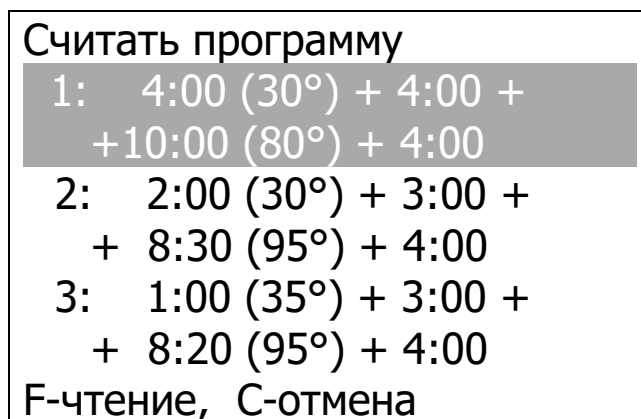 Считать программу
1: 4:00 (30°) + 4:00 +
+10:00 (80°) + 4:00
2: 2:00 (30°) + 3:00 +
+ 8:30 (95°) + 4:00
3: 1:00 (35°) + 3:00 +
+ 8:20 (95°) + 4:00
F-чтение, С-отмена